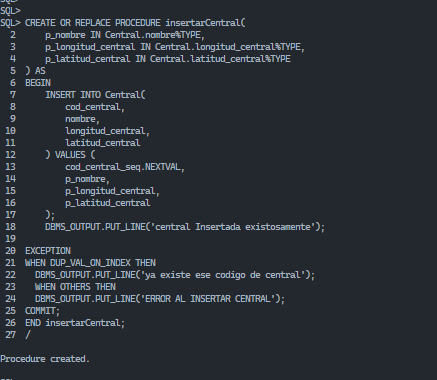 SQL>
SQL>
SQL> CREATE OR REPLACE PROCEDURE insertarCentral(
  2      p_nombre IN Central.nombre%TYPE,
  3      p_longitud_central IN Central.longitud_central%TYPE,
  4      p_latitud_central IN Central.latitud_central%TYPE
  5  ) AS
  6  BEGIN
  7      INSERT INTO Central(
  8          cod_central,
  9          nombre,
 10          longitud_central,
 11          latitud_central
 12      ) VALUES (
 13          cod_central_seq.NEXTVAL,
 14          p_nombre,
 15          p_longitud_central,
 16          p_latitud_central
 17      );
 18      DBMS_OUTPUT.PUT_LINE('central Insertada existosamente');
 19
 20  EXCEPTION
 21  WHEN DUP_VAL_ON_INDEX THEN
 22    DBMS_OUTPUT.PUT_LINE('ya existe ese codigo de central');
 23    WHEN OTHERS THEN
 24    DBMS_OUTPUT.PUT_LINE('ERROR AL INSERTAR CENTRAL');
 25  COMMIT;
 26  END insertarCentral;
 27  /
Procedure created.